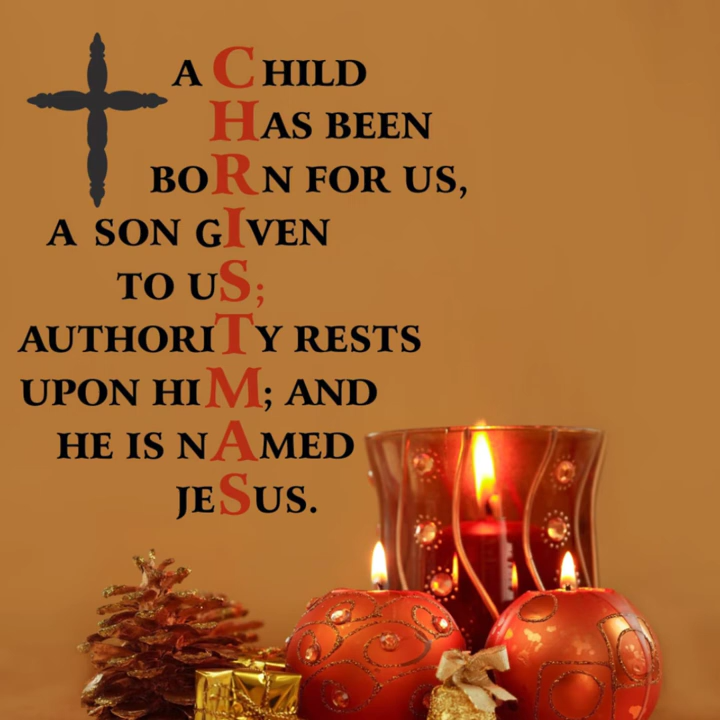 A CHILD
HAS BEEN
BORN FOR US,
A SON GIVEN
TO US;
AUTHORITY RESTS
UPON HIM; AND
HE IS NAMED
JESUS.